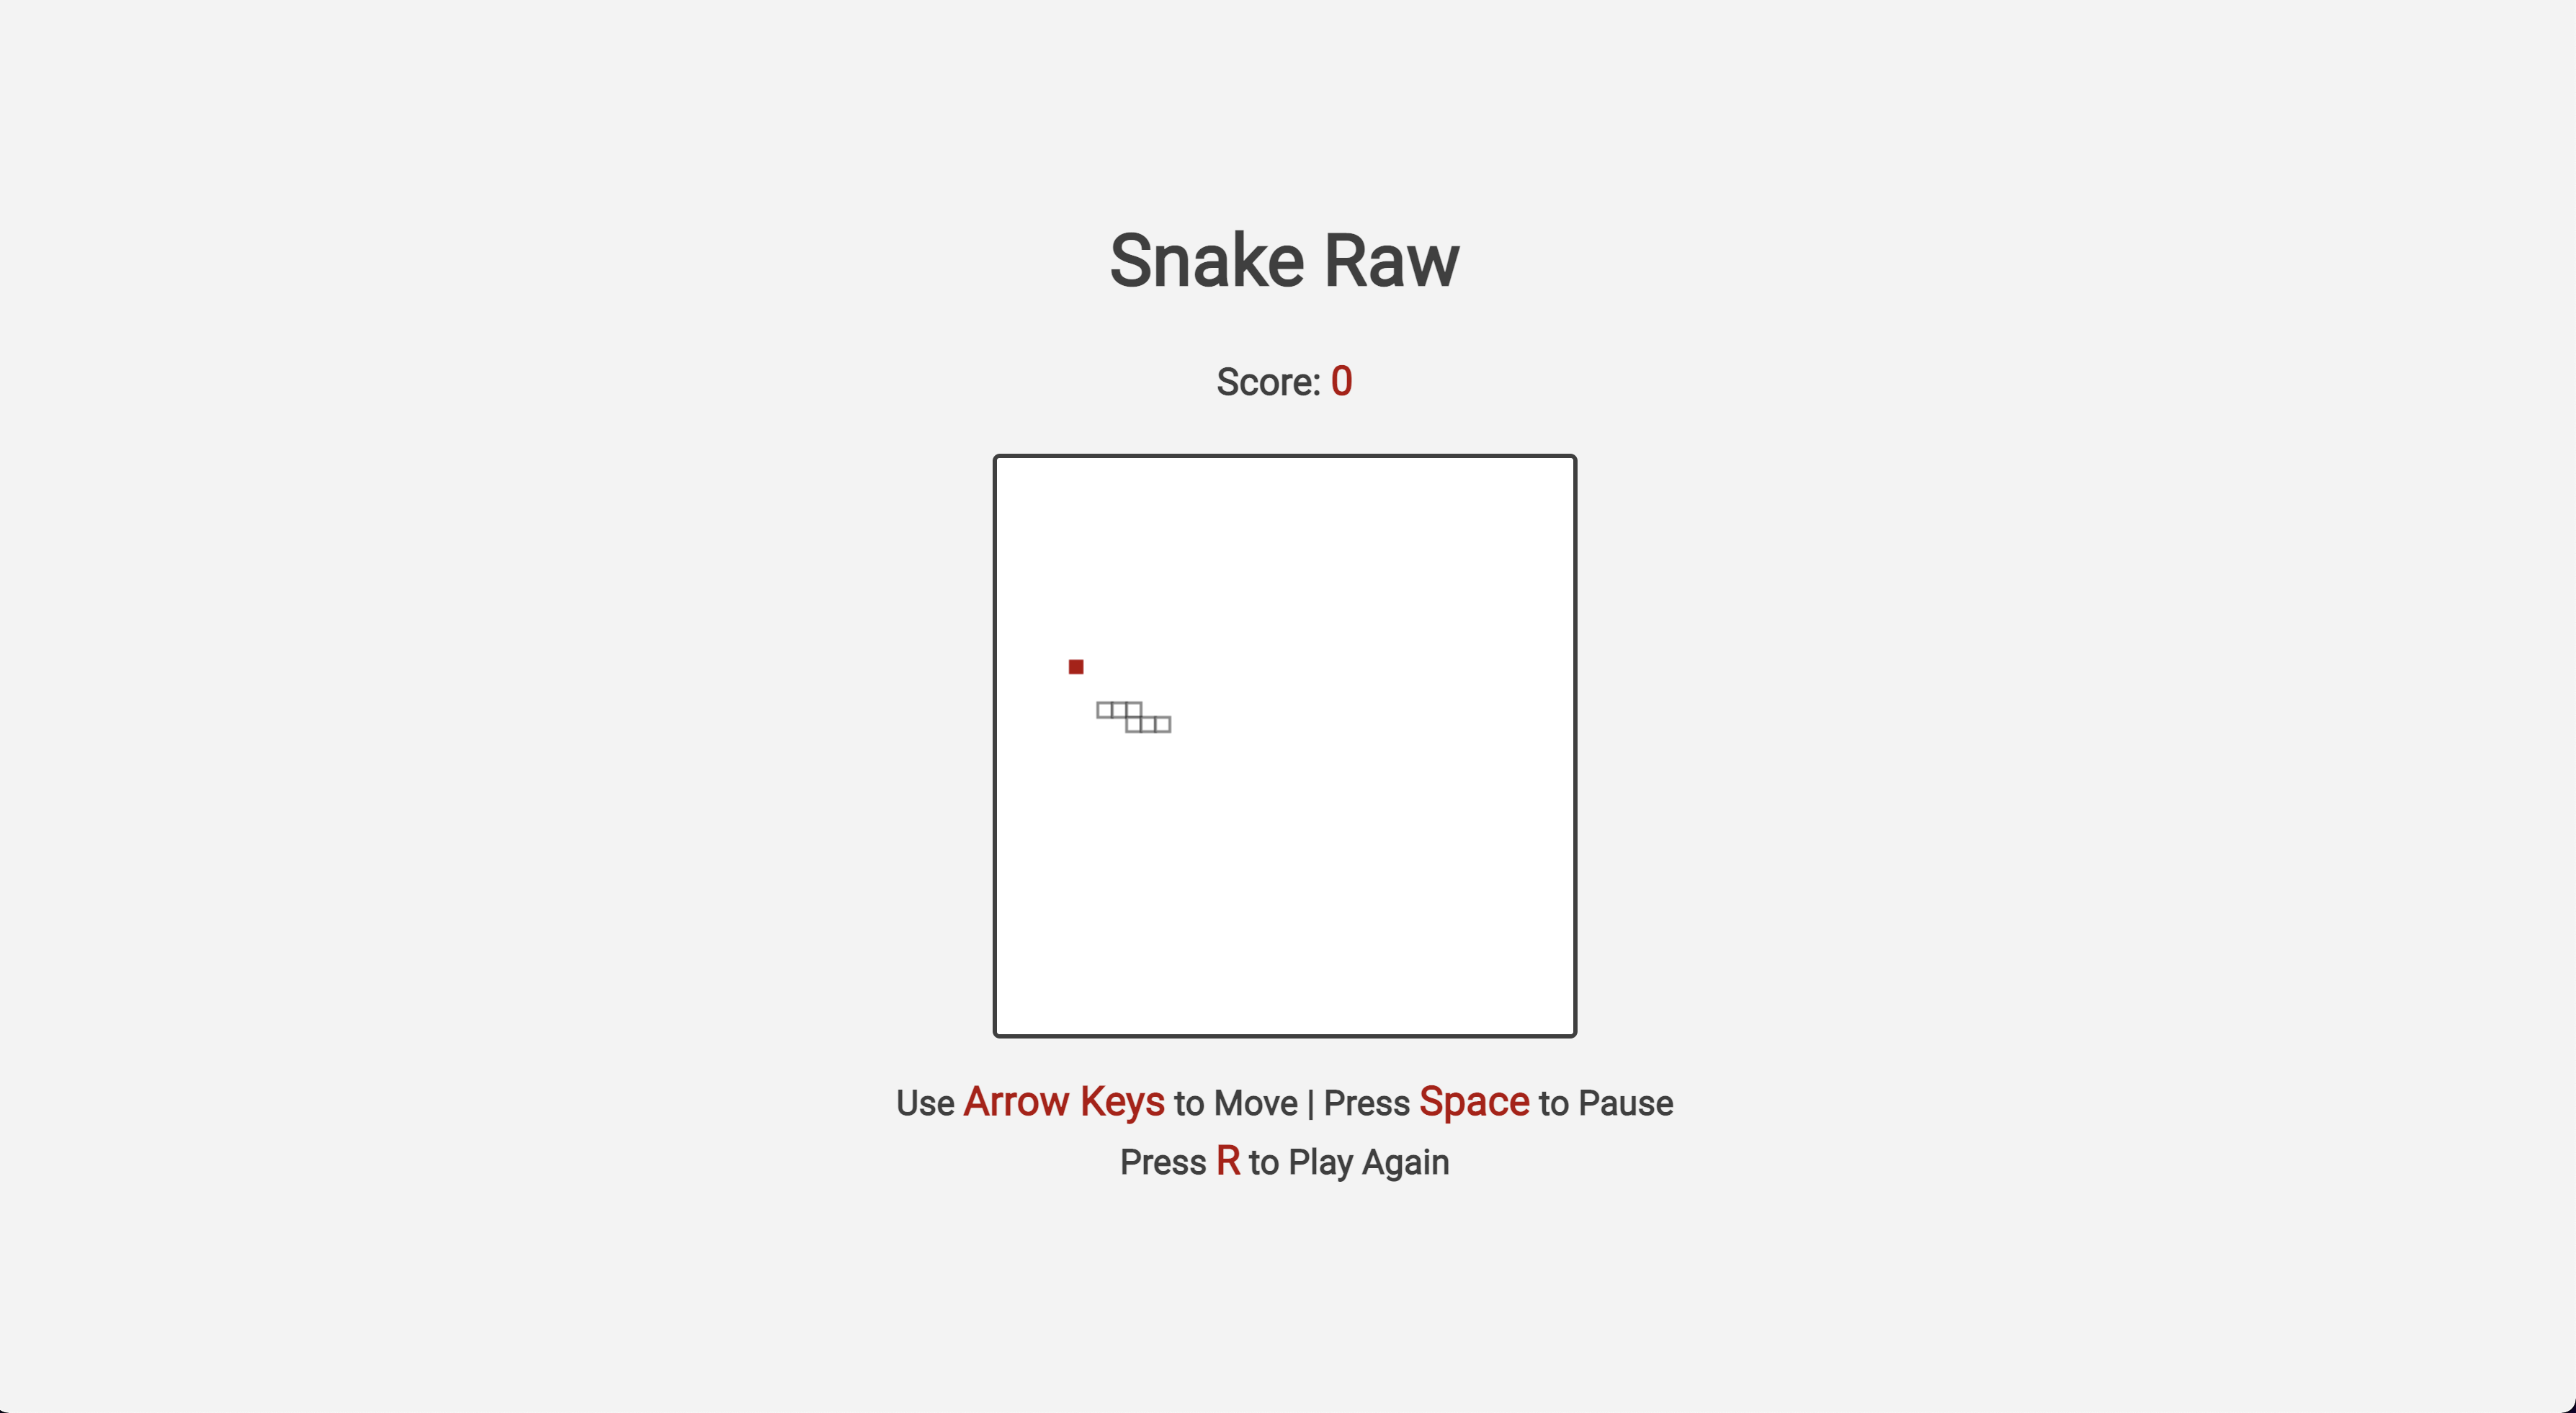 Snake Raw
Score: 0
Use Arrow Keys to Move | Press Space to Pause
Press R to Play Again